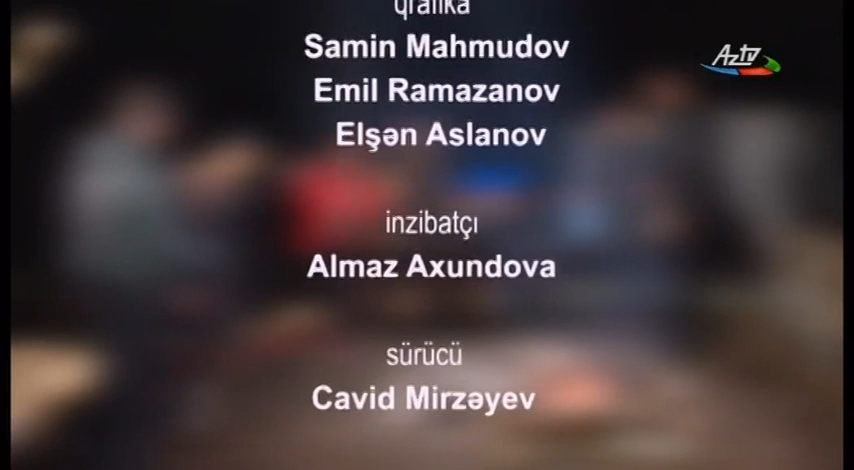 qrafika
Samin Mahmudov
AzTV
Emil Ramazanov
Elşən Aslanov
inzibatçı
Almaz Axundova
sürücü
Cavid Mirzəyev